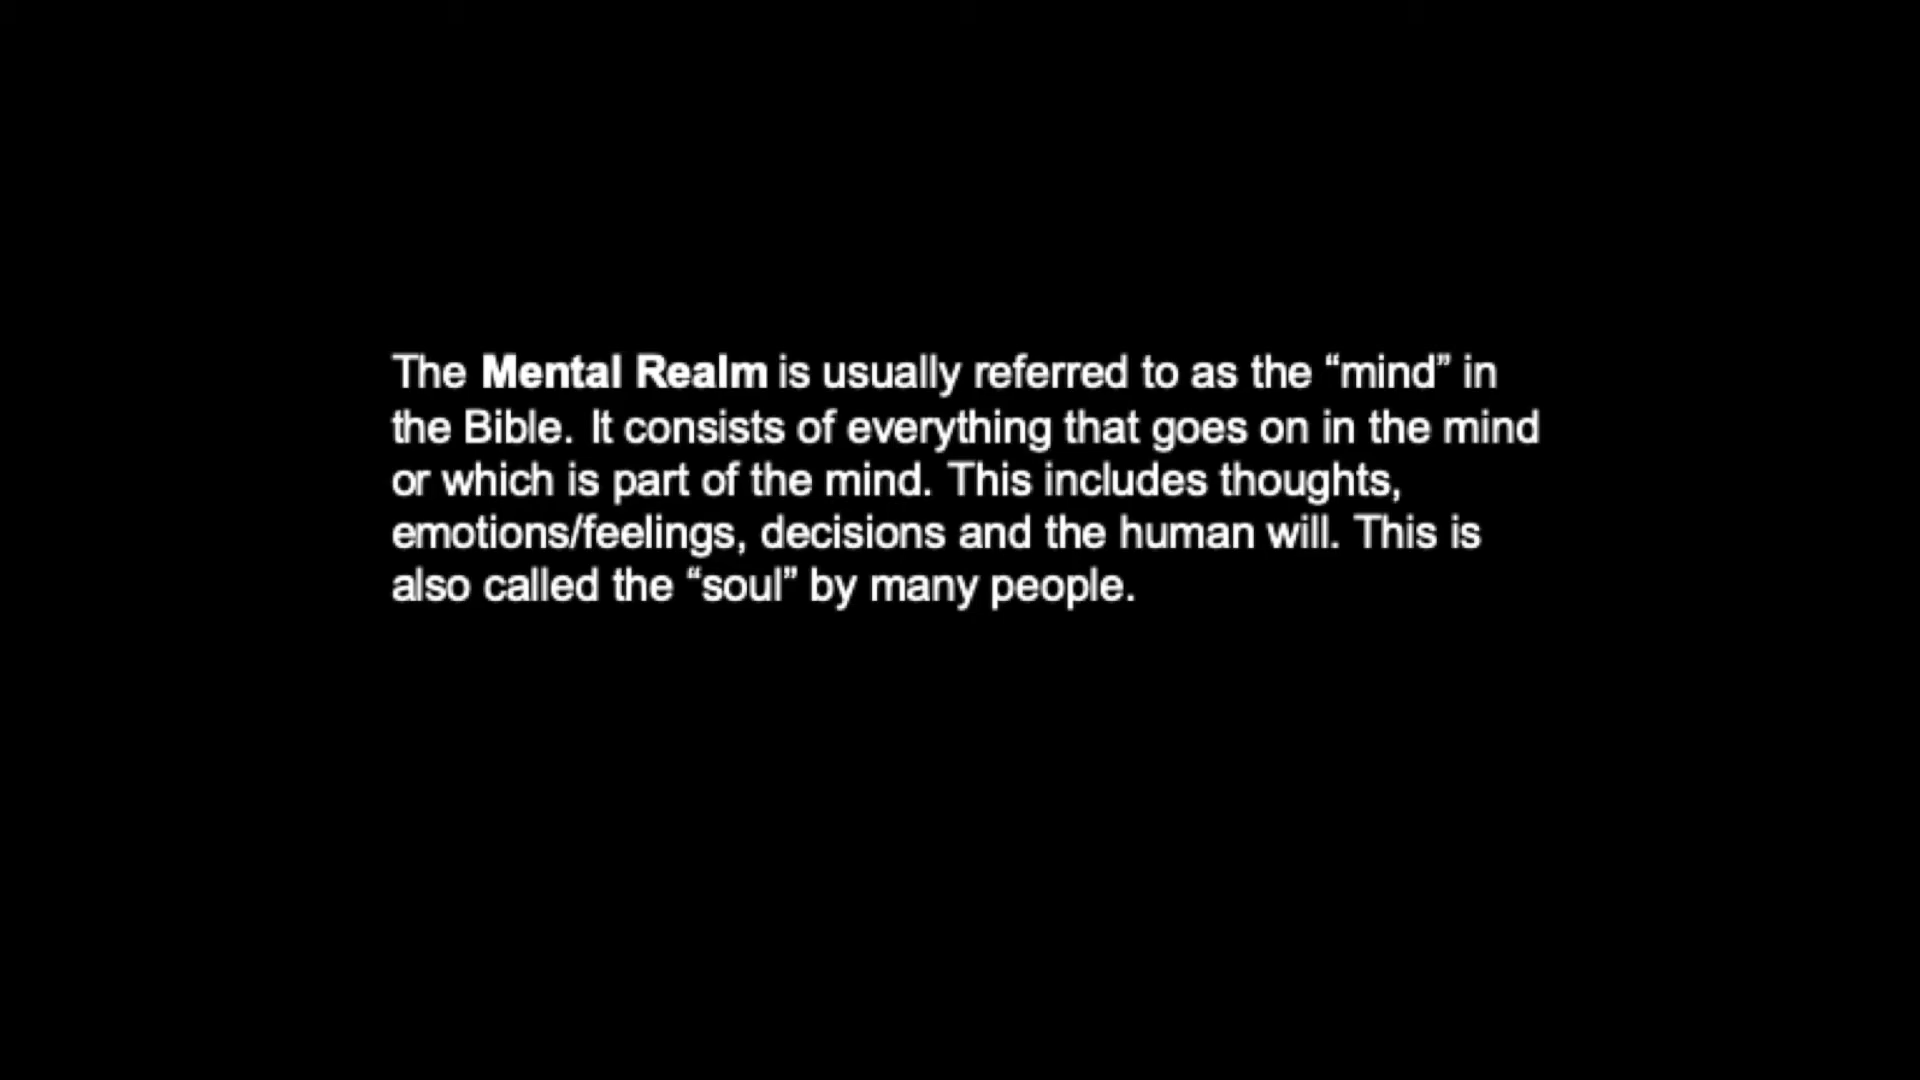 The Mental Realm is usually referred to as the “mind” in
the Bible. It consists of everything that goes on in the mind
or which is part of the mind. This includes thoughts,
emotions/feelings, decisions and the human will. This is
also called the “soul” by many people.